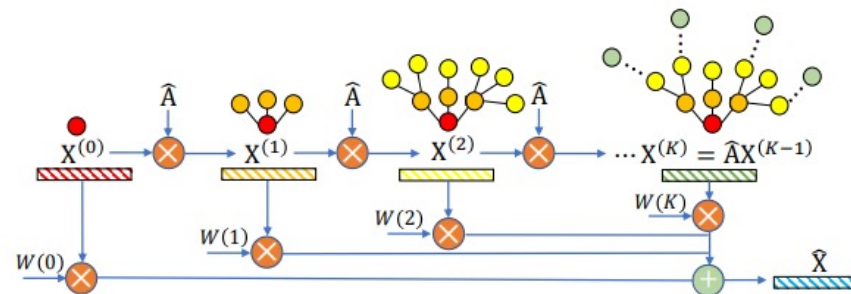 Â Â Â
X⁽⁰⁾ X⁽¹⁾ X⁽²⁾ ··· X⁽ᴷ⁾ = ÂX⁽ᴷ⁻¹⁾
W(2) W(K)
W(1)
W(0) X̂